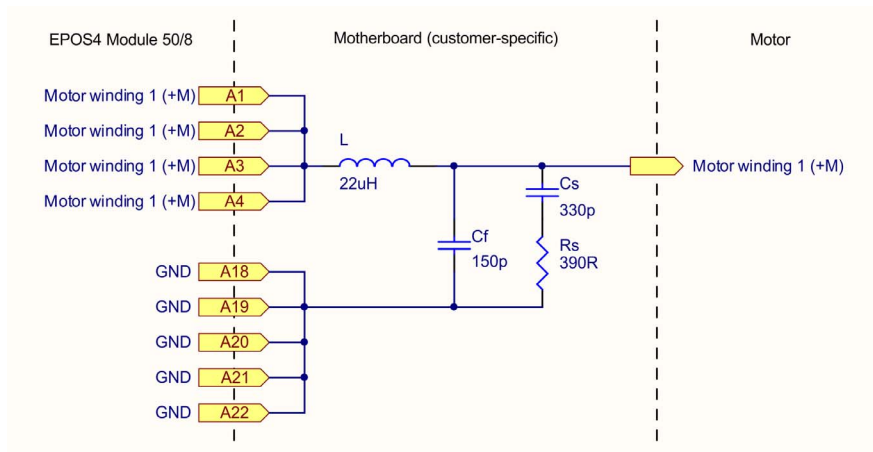 EPOS4 Module 50/8
Motherboard (customer-specific)
Motor
Motor winding 1 (+M) A1
Motor winding 1 (+M) A2
Motor winding 1 (+M) A3
Motor winding 1 (+M) A4
L
22uH
Motor winding 1 (+M)
Cs
330p
Cf
150p
Rs
390R
GND A18
GND A19
GND A20
GND A21
GND A22